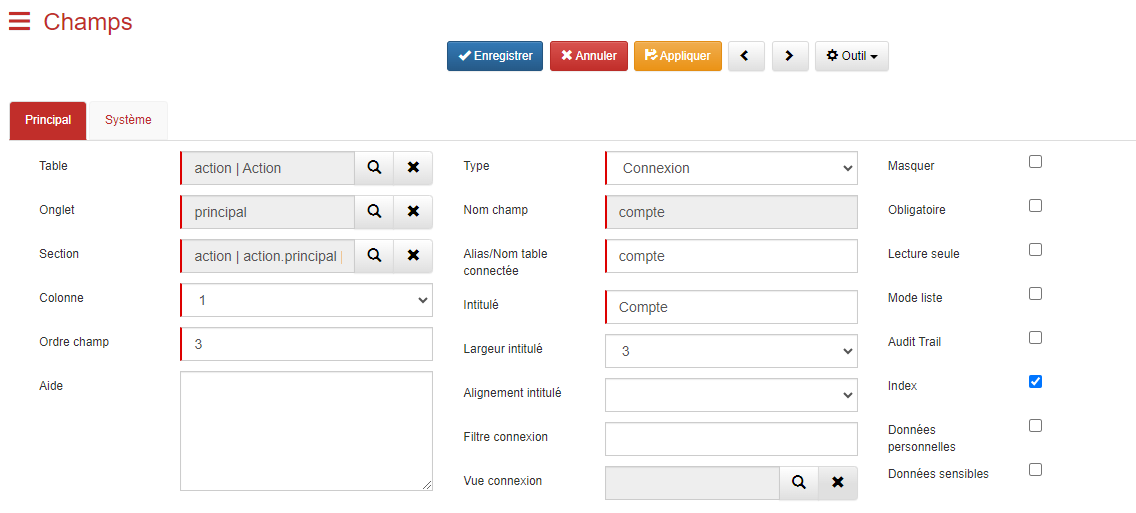 Champs
Enregistrer
Annuler
Appliquer
Outil
Principal
Système
Table
action | Action
Onglet
principal
Section
action | action.principal |
Colonne
1
Ordre champ
3
Aide
Type
Connexion
Nom champ
compte
Alias/Nom table
connectée
compte
Intitulé
Compte
Largeur intitulé
3
Alignement intitulé
Filtre connexion
Vue connexion
Masquer
Obligatoire
Lecture seule
Mode liste
Audit Trail
Index
Données
personnelles
Données sensibles